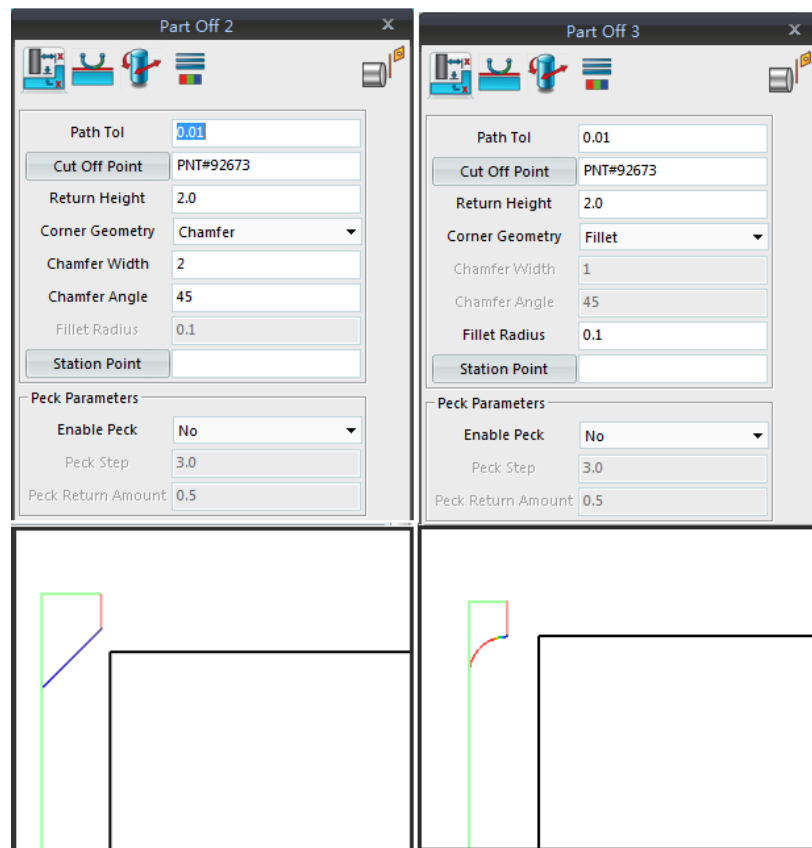 Part Off 2 x
Path Tol 0.01
Cut Off Point PNT#92673
Return Height 2.0
Corner Geometry Chamfer
Chamfer Width 2
Chamfer Angle 45
Fillet Radius 0.1
Station Point
Peck Parameters
Enable Peck No
Peck Step 3.0
Peck Return Amount 0.5
Part Off 3 x
Path Tol 0.01
Cut Off Point PNT#92673
Return Height 2.0
Corner Geometry Fillet
Chamfer Width 1
Chamfer Angle 45
Fillet Radius 0.1
Station Point
Peck Parameters
Enable Peck No
Peck Step 3.0
Peck Return Amount 0.5